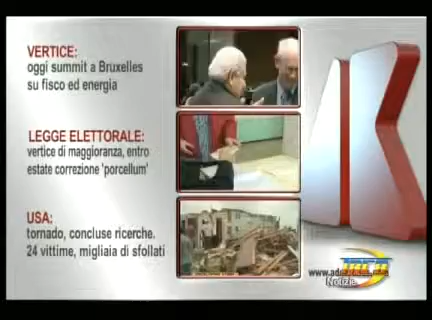 VERTICE:
oggi summit a Bruxelles
su fisco ed energia
LEGGE ELETTORALE:
vertice di maggioranza, entro
estate correzione 'porcellum'
USA:
tornado, concluse ricerche.
24 vittime, migliaia di sfollati
Notizie